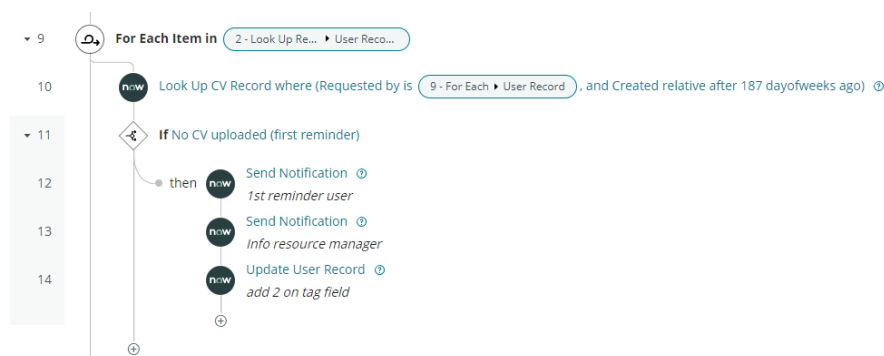 9 For Each Item in 2 - Look Up Re... ▸ User Reco...
10 now Look Up CV Record where (Requested by is 9 - For Each ▸ User Record , and Created relative after 187 dayofweeks ago)
11 If No CV uploaded (first reminder)
12 then now Send Notification
1st reminder user
13 now Send Notification
Info resource manager
14 now Update User Record
add 2 on tag field